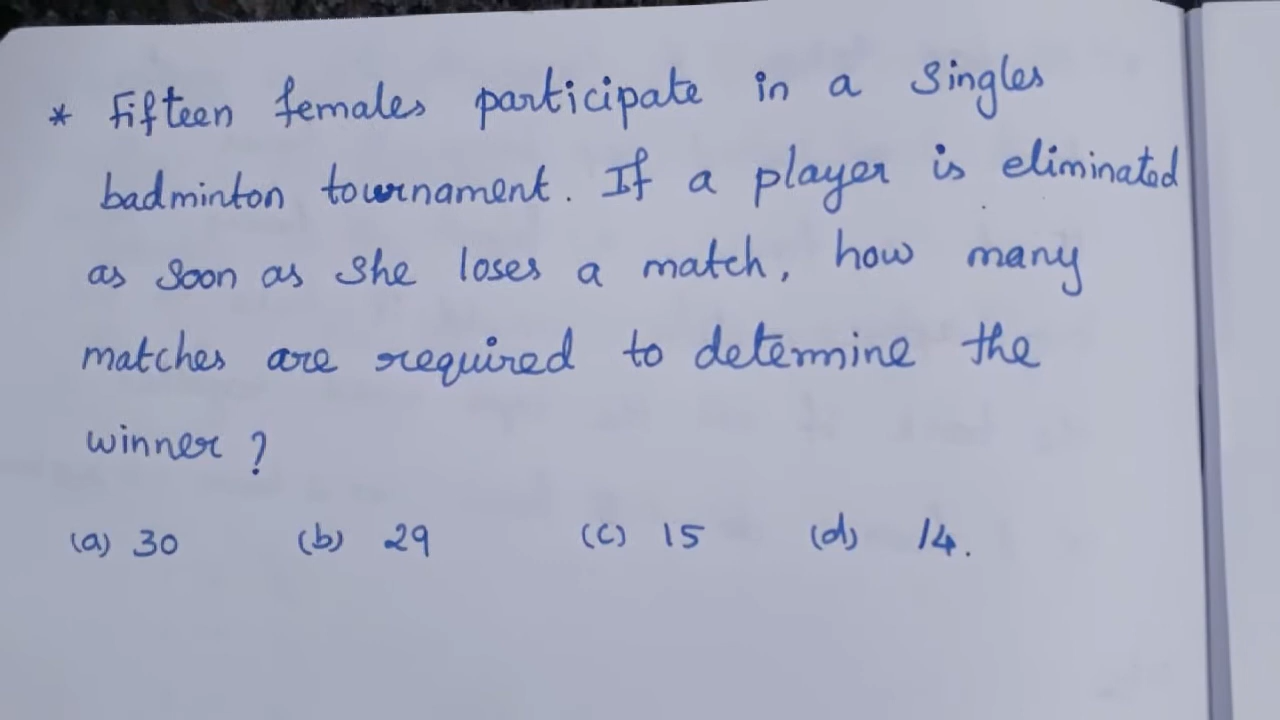 * Fifteen females participate in a singles
badminton tournament. If a player is eliminated
as soon as she loses a match, how many
matches are required to determine the
winner ?
(a) 30 (b) 29 (c) 15 (d) 14.